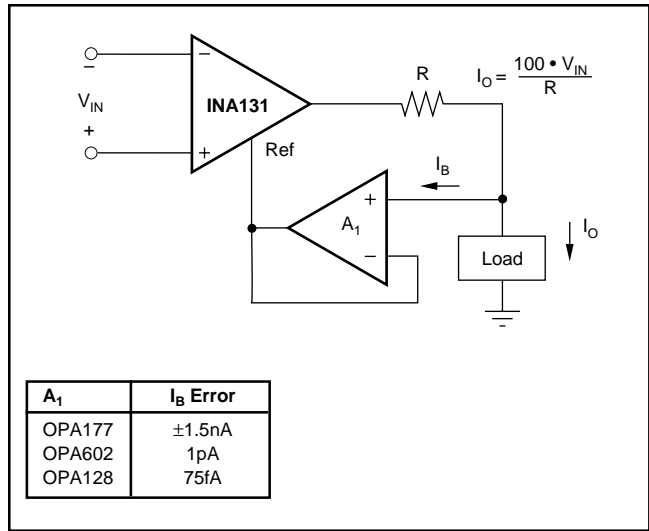 −
−
V_IN
+
+
INA131
Ref
R
I_O = 100 • V_IN / R
I_B
+
A_1
−
I_O
Load
A_1 I_B Error
OPA177 ±1.5nA
OPA602 1pA
OPA128 75fA